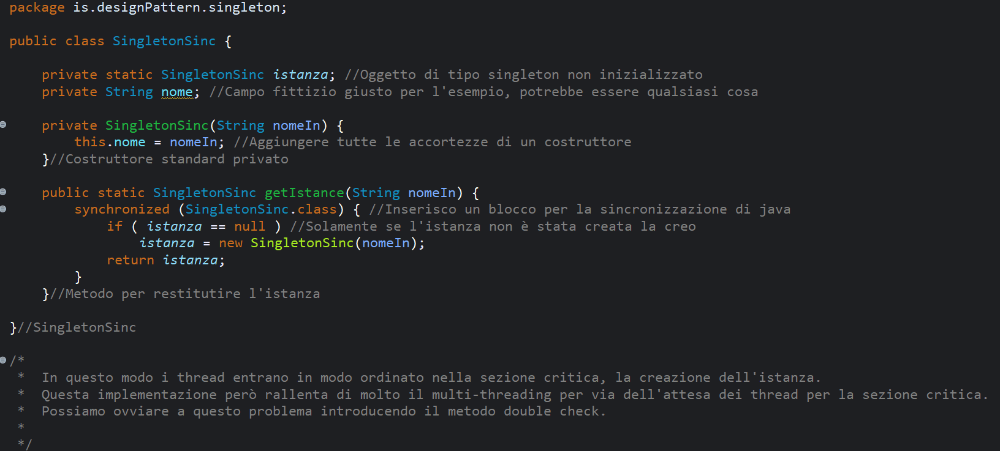 package is.designPattern.singleton;
public class SingletonSinc {
private static SingletonSinc istanza; //Oggetto di tipo singleton non inizializzato
private String nome; //Campo fittizio giusto per l'esempio, potrebbe essere qualsiasi cosa
private SingletonSinc(String nomeIn) {
this.nome = nomeIn; //Aggiungere tutte le accortezze di un costruttore
}//Costruttore standard privato
public static SingletonSinc getIstance(String nomeIn) {
synchronized (SingletonSinc.class) { //Inserisco un blocco per la sincronizzazione di java
if ( istanza == null ) //Solamente se l'istanza non è stata creata la creo
istanza = new SingletonSinc(nomeIn);
return istanza;
}
}//Metodo per restitutire l'istanza
}//SingletonSinc
/*
* In questo modo i thread entrano in modo ordinato nella sezione critica, la creazione dell'istanza.
* Questa implementazione però rallenta di molto il multi-threading per via dell'attesa dei thread per la sezione critica.
* Possiamo ovviare a questo problema introducendo il metodo double check.
*
*/